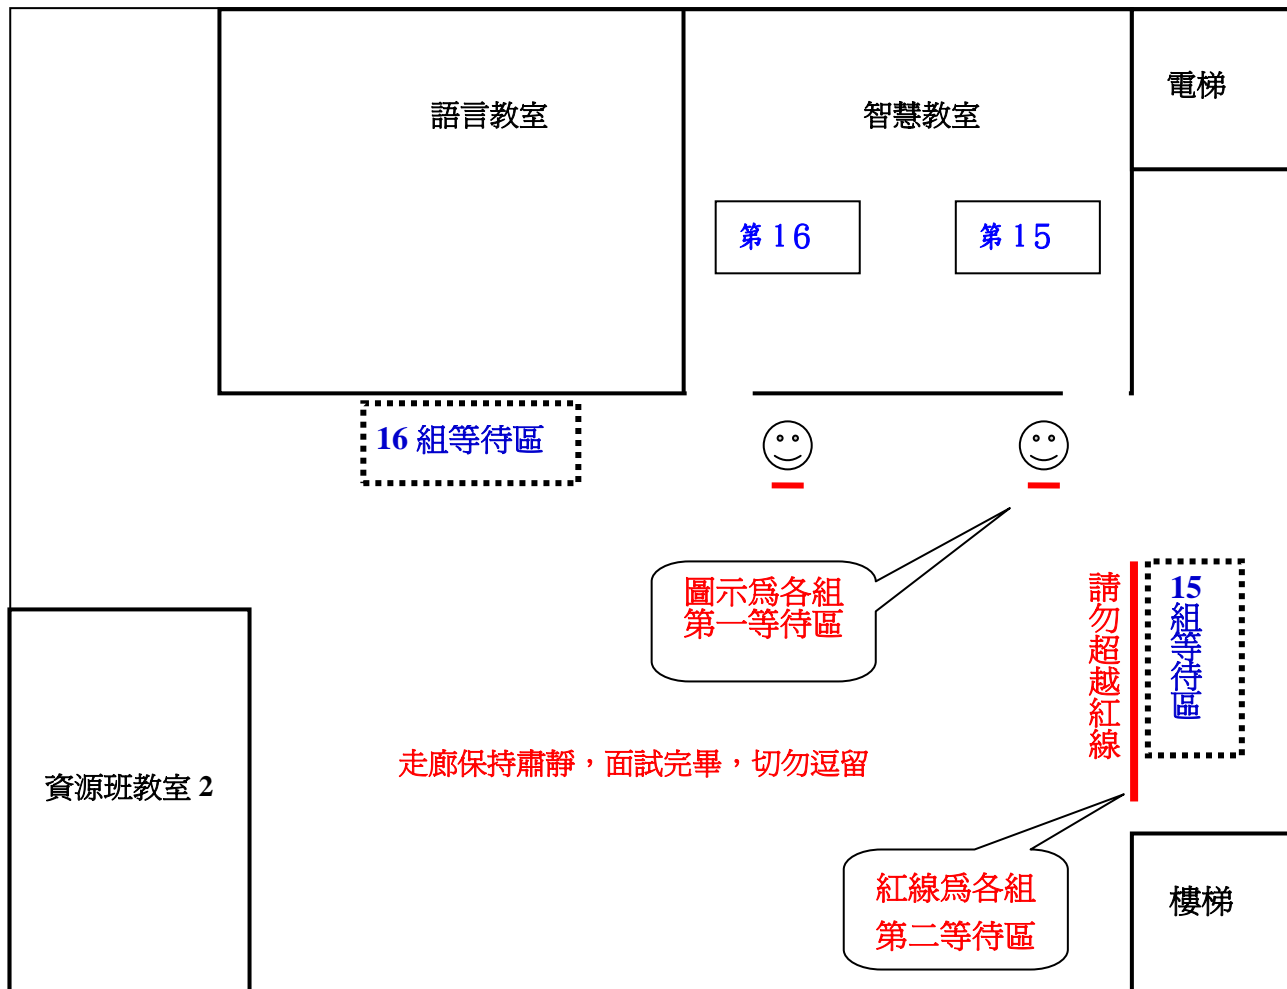 語言教室
智慧教室
電梯
第 16
第 15
16 組等待區
圖示為各組
第一等待區
請勿超越紅線
15
組等待區
走廊保持肅靜，面試完畢，切勿逗留
資源班教室 2
紅線為各組
第二等待區
樓梯